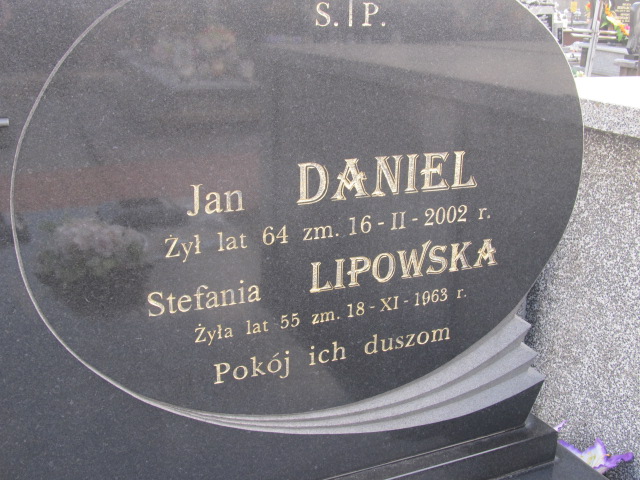 S.|P.
Jan DANIEL
Żył lat 64 zm. 16-II-2002 r.
Stefania LIPOWSKA
Żyła lat 55 zm. 18-XI-1963 r.
Pokój ich duszom